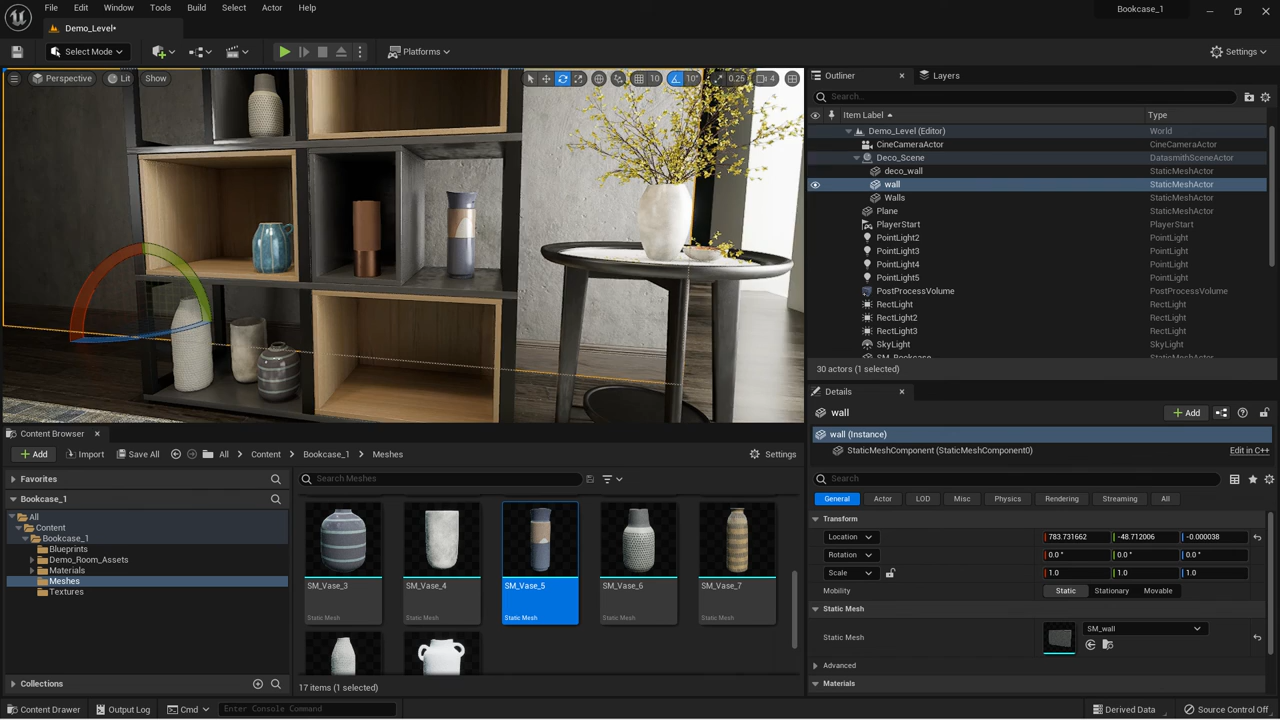 File Edit Window Tools Build Select Actor Help
Bookcase_1
Demo_Level*
Select Mode
Platforms
Settings
Perspective
Lit
Show
10
10°
0.25
4
Outliner
Layers
Search...
Item Label
Type
Demo_Level (Editor) World
CineCameraActor CineCameraActor
Deco_Scene DatasmithSceneActor
deco_wall StaticMeshActor
wall StaticMeshActor
Walls StaticMeshActor
Plane StaticMeshActor
PlayerStart PlayerStart
PointLight2 PointLight
PointLight3 PointLight
PointLight4 PointLight
PointLight5 PointLight
PostProcessVolume PostProcessVolume
RectLight RectLight
RectLight2 RectLight
RectLight3 RectLight
SkyLight SkyLight
SM_Bookcase StaticMeshActor
30 actors (1 selected)
Details
wall
Add
wall (Instance)
StaticMeshComponent (StaticMeshComponent0)
Edit in C++
Search
General Actor LOD Misc Physics Rendering Streaming All
Transform
Location 783.731662 -48.712006 -0.000038
Rotation 0.0 ° 0.0 ° 0.0 °
Scale 1.0 1.0 1.0
Mobility Static Stationary Movable
Static Mesh
Static Mesh SM_wall
Advanced
Materials
Content Browser
Add Import Save All All Content Bookcase_1 Meshes Settings
Favorites
Bookcase_1
All
Content
Bookcase_1
Blueprints
Demo_Room_Assets
Materials
Meshes
Textures
Collections
Search Meshes
SM_Vase_3 SM_Vase_4 SM_Vase_5 SM_Vase_6 SM_Vase_7
Static Mesh Static Mesh Static Mesh Static Mesh Static Mesh
17 items (1 selected)
Content Drawer Output Log Cmd Enter Console Command Derived Data Source Control Off